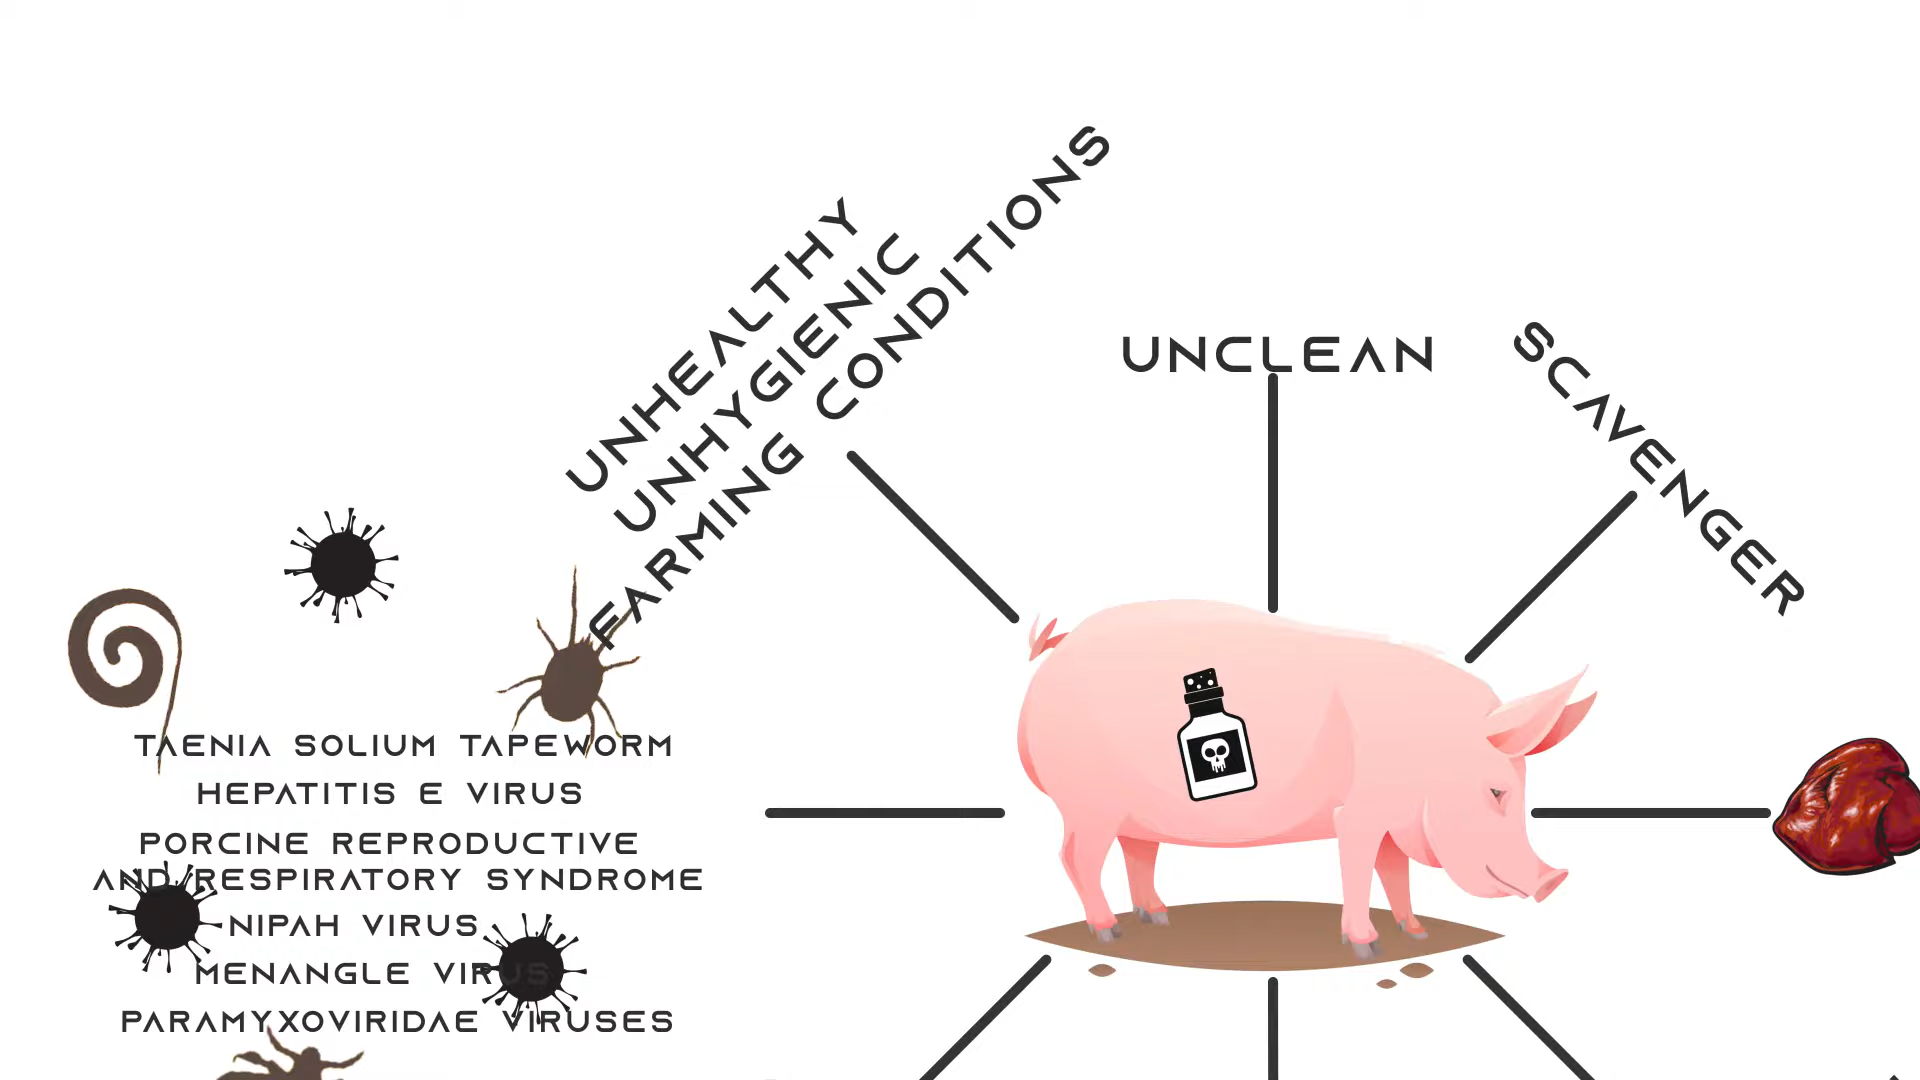 UNHEALTHY
UNHYGIENIC
FARMING CONDITIONS
UNCLEAN
SCAVENGER
TAENIA SOLIUM TAPEWORM
HEPATITIS E VIRUS
PORCINE REPRODUCTIVE
AND RESPIRATORY SYNDROME
NIPAH VIRUS
MENANGLE VIRUS
PARAMYXOVIRIDAE VIRUSES